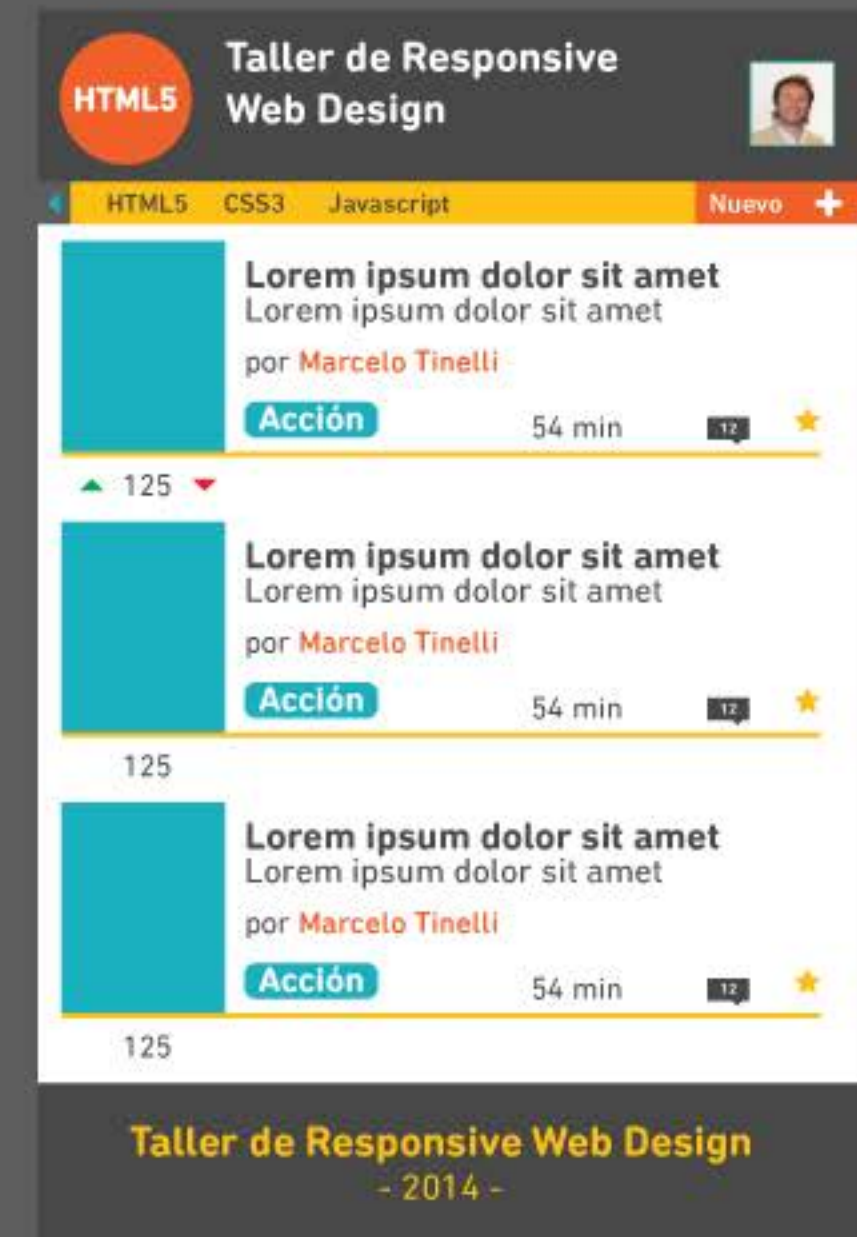 HTML5
Taller de Responsive
Web Design
HTML5 CSS3 Javascript Nuevo +
Lorem ipsum dolor sit amet
Lorem ipsum dolor sit amet
por Marcelo Tinelli
Acción 54 min 12
125
Lorem ipsum dolor sit amet
Lorem ipsum dolor sit amet
por Marcelo Tinelli
Acción 54 min 12
125
Lorem ipsum dolor sit amet
Lorem ipsum dolor sit amet
por Marcelo Tinelli
Acción 54 min 12
125
Taller de Responsive Web Design
- 2014 -